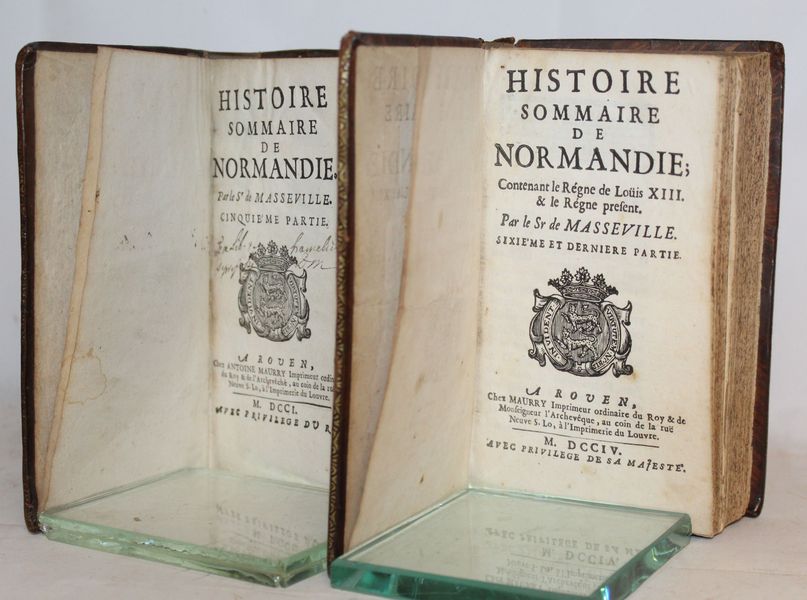 HISTOIRE
SOMMAIRE
DE
NORMANDIE.
Par le Sr de MASSEVILLE.
CINQUIE'ME PARTIE.
A ROUEN,
Chez ANTOINE MAURRY Imprimeur ordin
du Roy & de l'Archevêché, au coin de la ruë
Neuve S. Lo, à l'Imprimerie du Louvre.
M. DCCI.
AVEC PRIVILEGE DU R
HISTOIRE
SOMMAIRE
DE
NORMANDIE;
Contenant le Régne de Loüis XIII.
& le Régne present.
Par le Sr de MASSEVILLE.
SIXIE'ME ET DERNIERE PARTIE.
A ROUEN,
Chez MAURRY Imprimeur ordinaire du Roy & de
Monseigneur l'Archevêque, au coin de la ruë
Neuve S. Lo, à l'Imprimerie du Louvre.
M. DCCIV.
AVEC PRIVILEGE DE SA MAJESTE'.